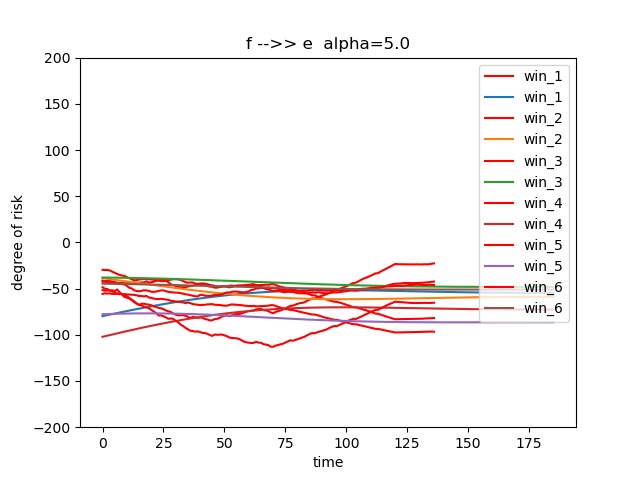 f -->> e  alpha=5.0
degree of risk
200
150
100
50
0
−50
−100
−150
−200
0
25
50
75
100
125
150
175
time
win_1
win_1
win_2
win_2
win_3
win_3
win_4
win_4
win_5
win_5
win_6
win_6